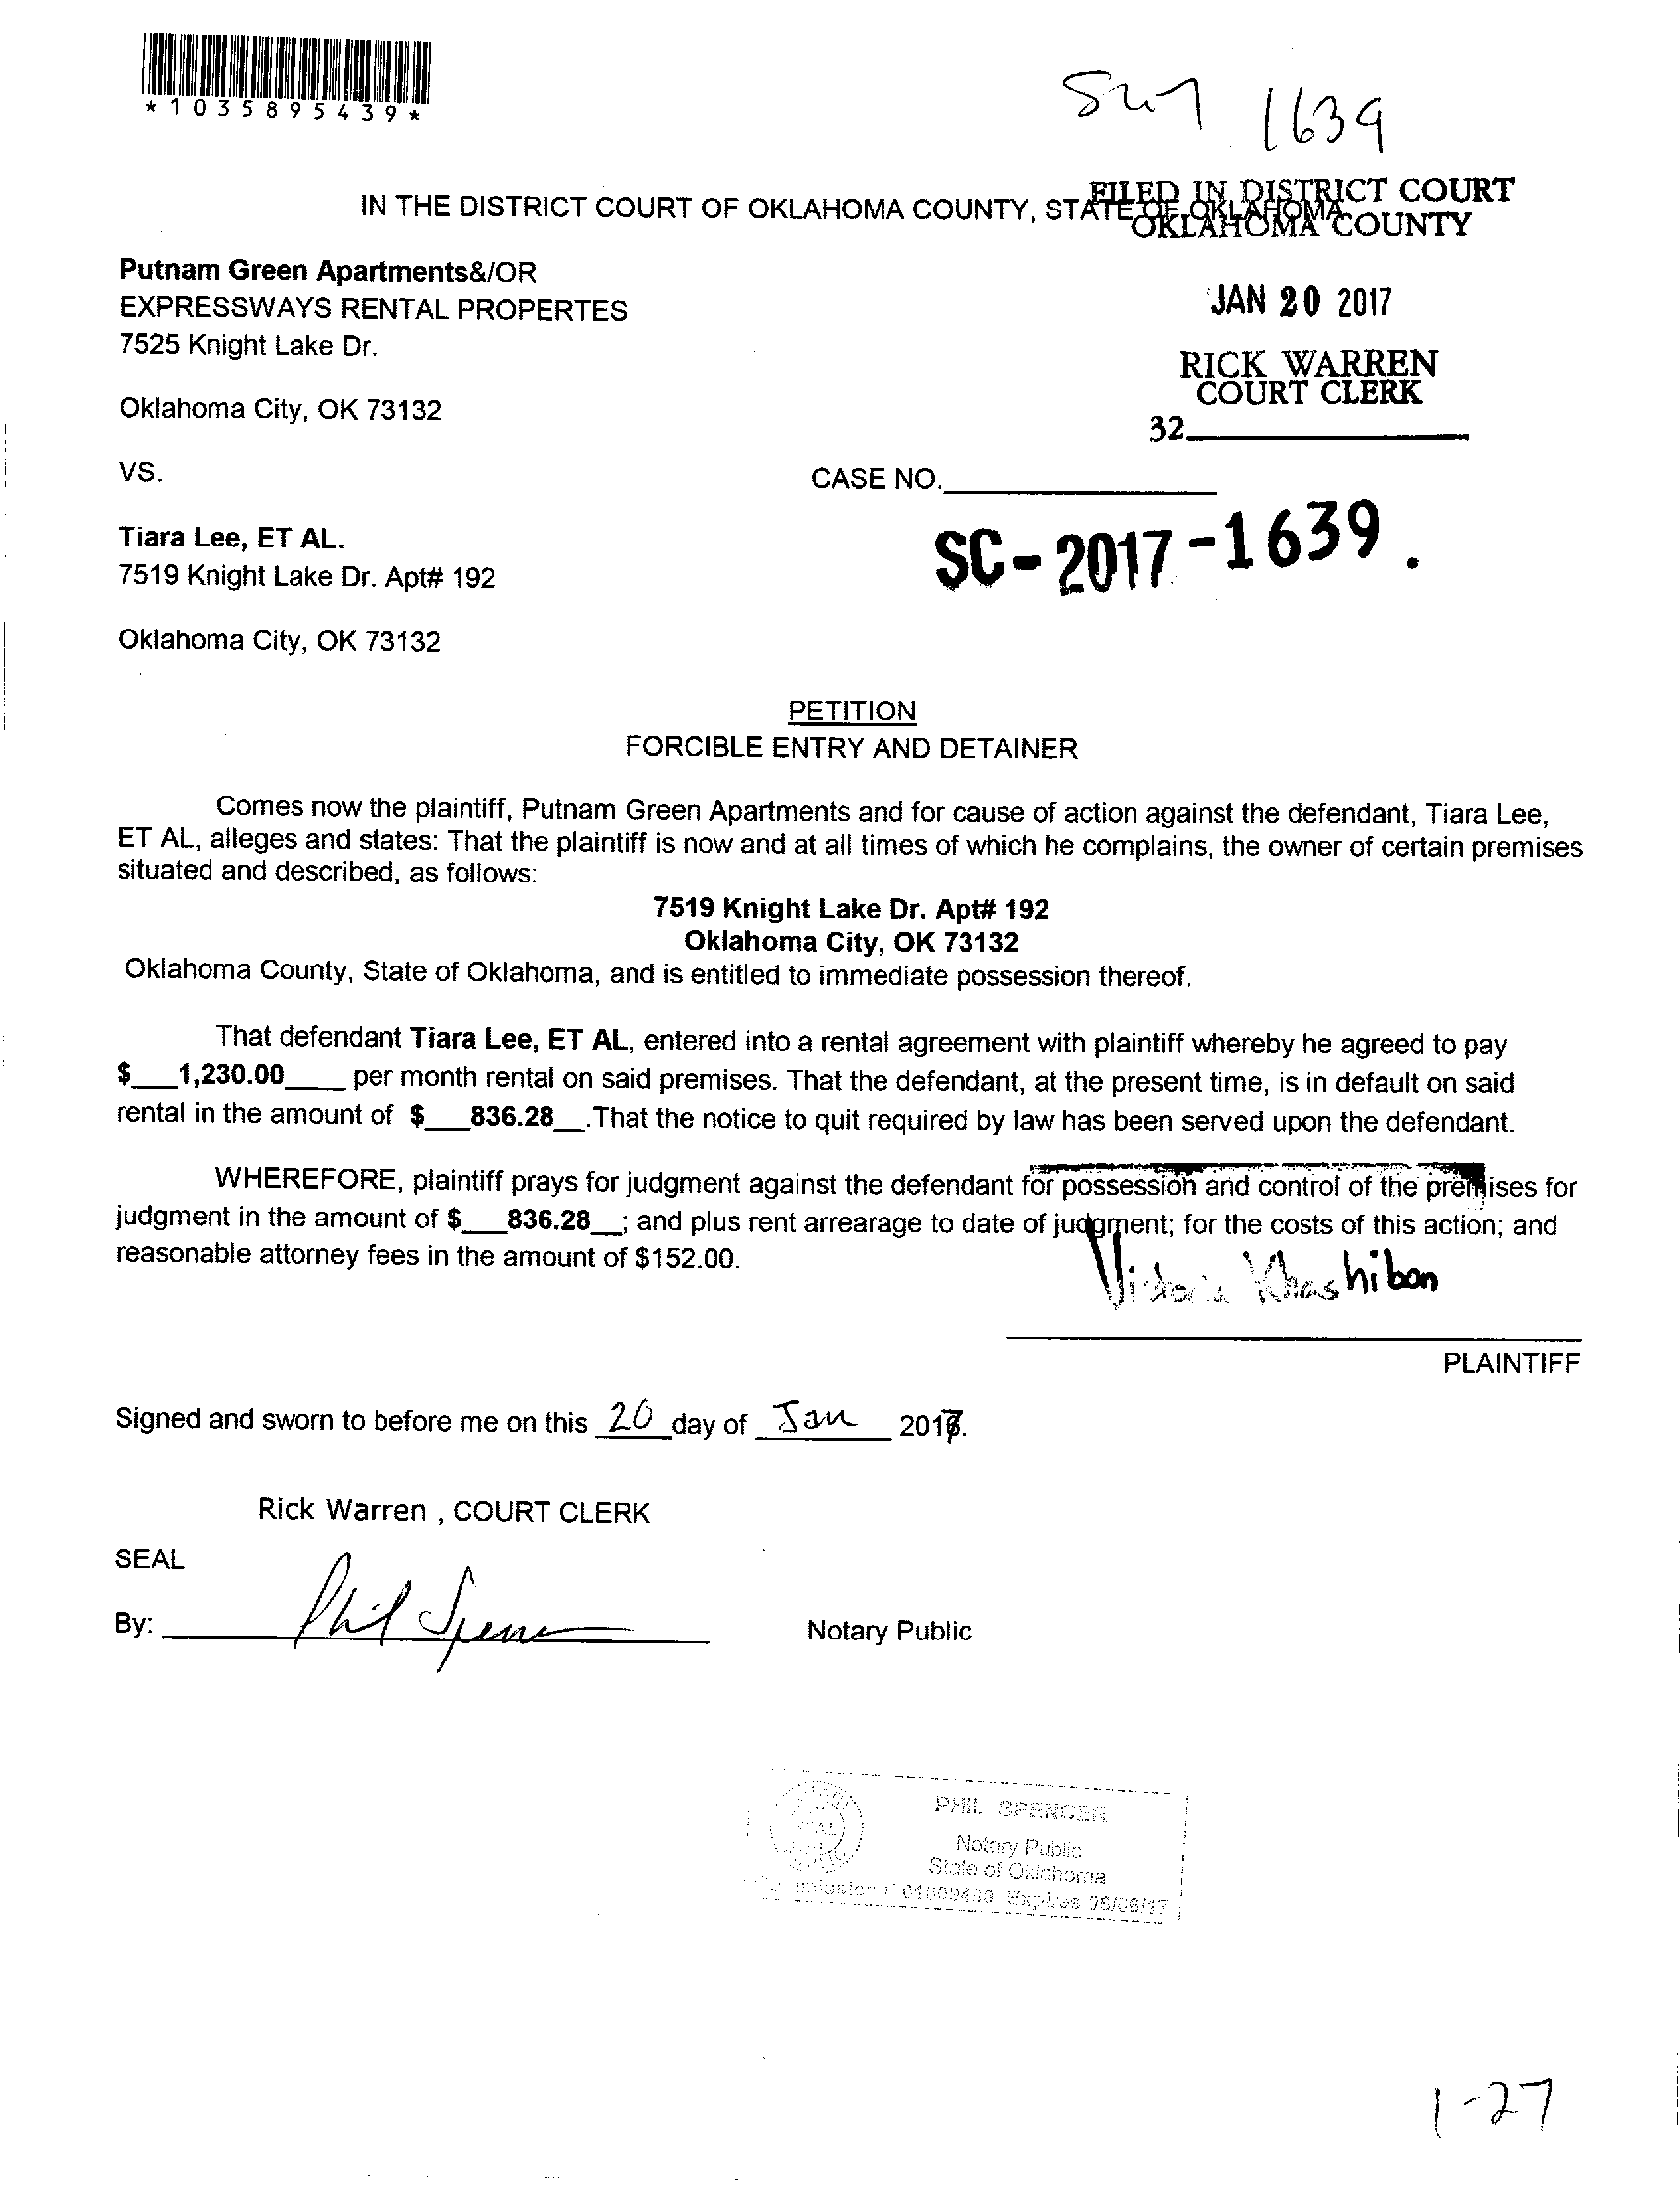 *1035895439*
1639
IN THE DISTRICT COURT OF OKLAHOMA COUNTY, STATE OF OKLAHOMA
FILED IN DISTRICT COURT
OKLAHOMA COUNTY
Putnam Green Apartments&/OR
EXPRESSWAYS RENTAL PROPERTES
7525 Knight Lake Dr.
JAN 20 2017
RICK WARREN
COURT CLERK
Oklahoma City, OK 73132
32
VS.
CASE NO.
SC-2017-1639.
Tiara Lee, ET AL.
7519 Knight Lake Dr. Apt# 192
Oklahoma City, OK 73132
PETITION
FORCIBLE ENTRY AND DETAINER
Comes now the plaintiff, Putnam Green Apartments and for cause of action against the defendant, Tiara Lee,
ET AL, alleges and states: That the plaintiff is now and at all times of which he complains, the owner of certain premises
situated and described, as follows:
7519 Knight Lake Dr. Apt# 192
Oklahoma City, OK 73132
Oklahoma County, State of Oklahoma, and is entitled to immediate possession thereof.
That defendant Tiara Lee, ET AL, entered into a rental agreement with plaintiff whereby he agreed to pay
$___1,230.00____ per month rental on said premises. That the defendant, at the present time, is in default on said
rental in the amount of $___836.28__.That the notice to quit required by law has been served upon the defendant.
WHEREFORE, plaintiff prays for judgment against the defendant for possession and control of the premises for
judgment in the amount of $___836.28__; and plus rent arrearage to date of judgment; for the costs of this action; and
reasonable attorney fees in the amount of $152.00.
Victoria Khashibon
PLAINTIFF
Signed and sworn to before me on this 20 day of Jan 2017.
Rick Warren , COURT CLERK
SEAL
By: Phil Spencer
Notary Public
PHIL SPENCER
Notary Public
State of Oklahoma
Expires
1-27